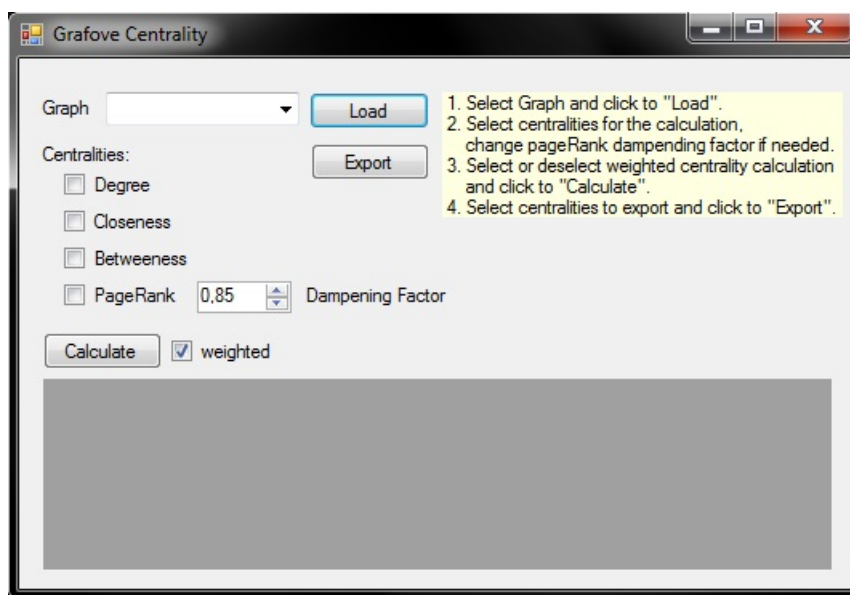 Grafove Centrality
Graph
Load
Export
1. Select Graph and click to "Load".
2. Select centralities for the calculation,
change pageRank dampending factor if needed.
3. Select or deselect weighted centrality calculation
and click to "Calculate".
4. Select centralities to export and click to "Export".
Centralities:
Degree
Closeness
Betweeness
PageRank 0,85 Dampening Factor
Calculate weighted